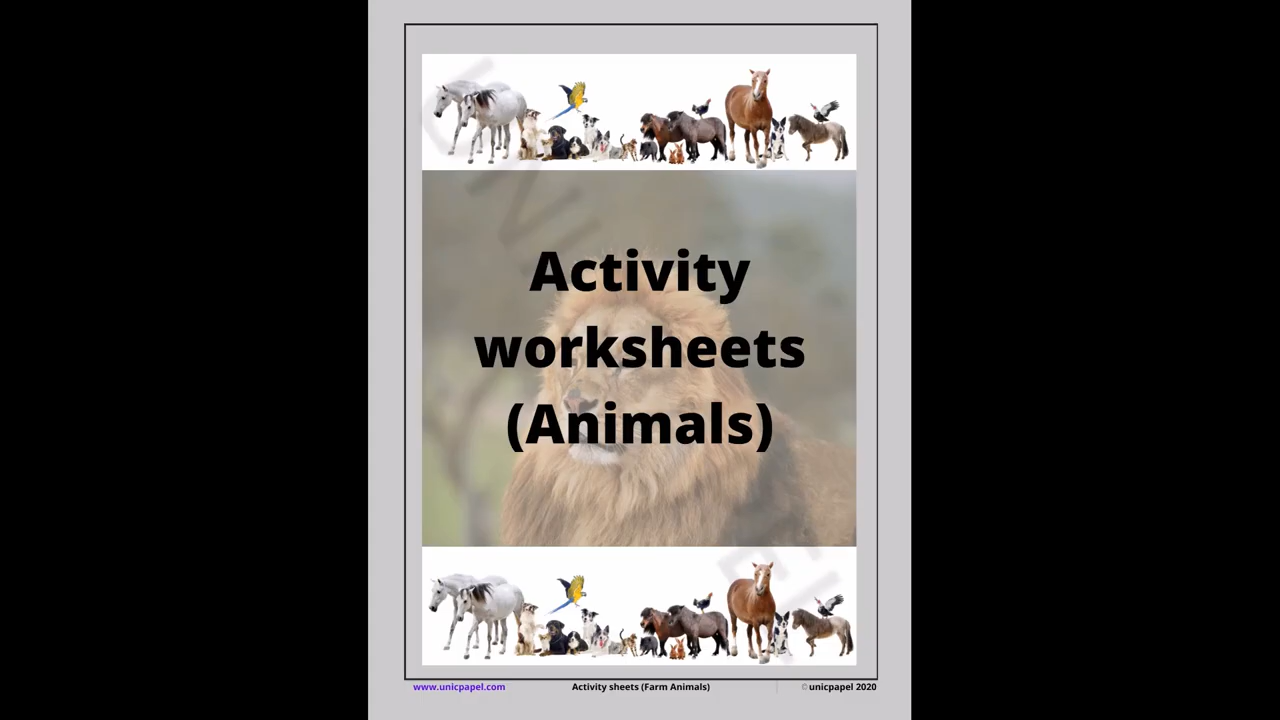 Activity
worksheets
(Animals)
www.unicpapel.com
Activity sheets (Farm Animals)
©unicpapel 2020